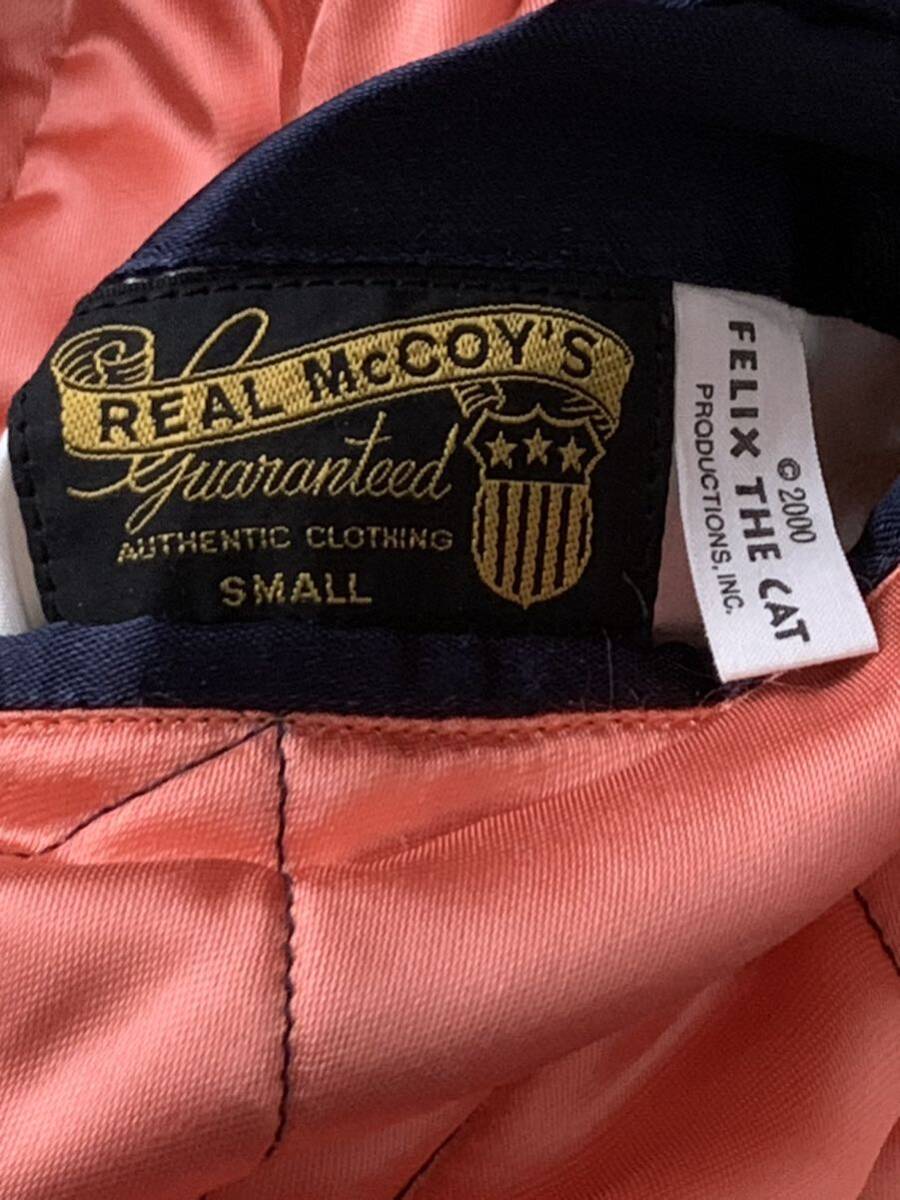 REAL McCOY'S
Guaranteed
AUTHENTIC CLOTHING
SMALL
©2000
FELIX THE CAT
PRODUCTIONS, INC.